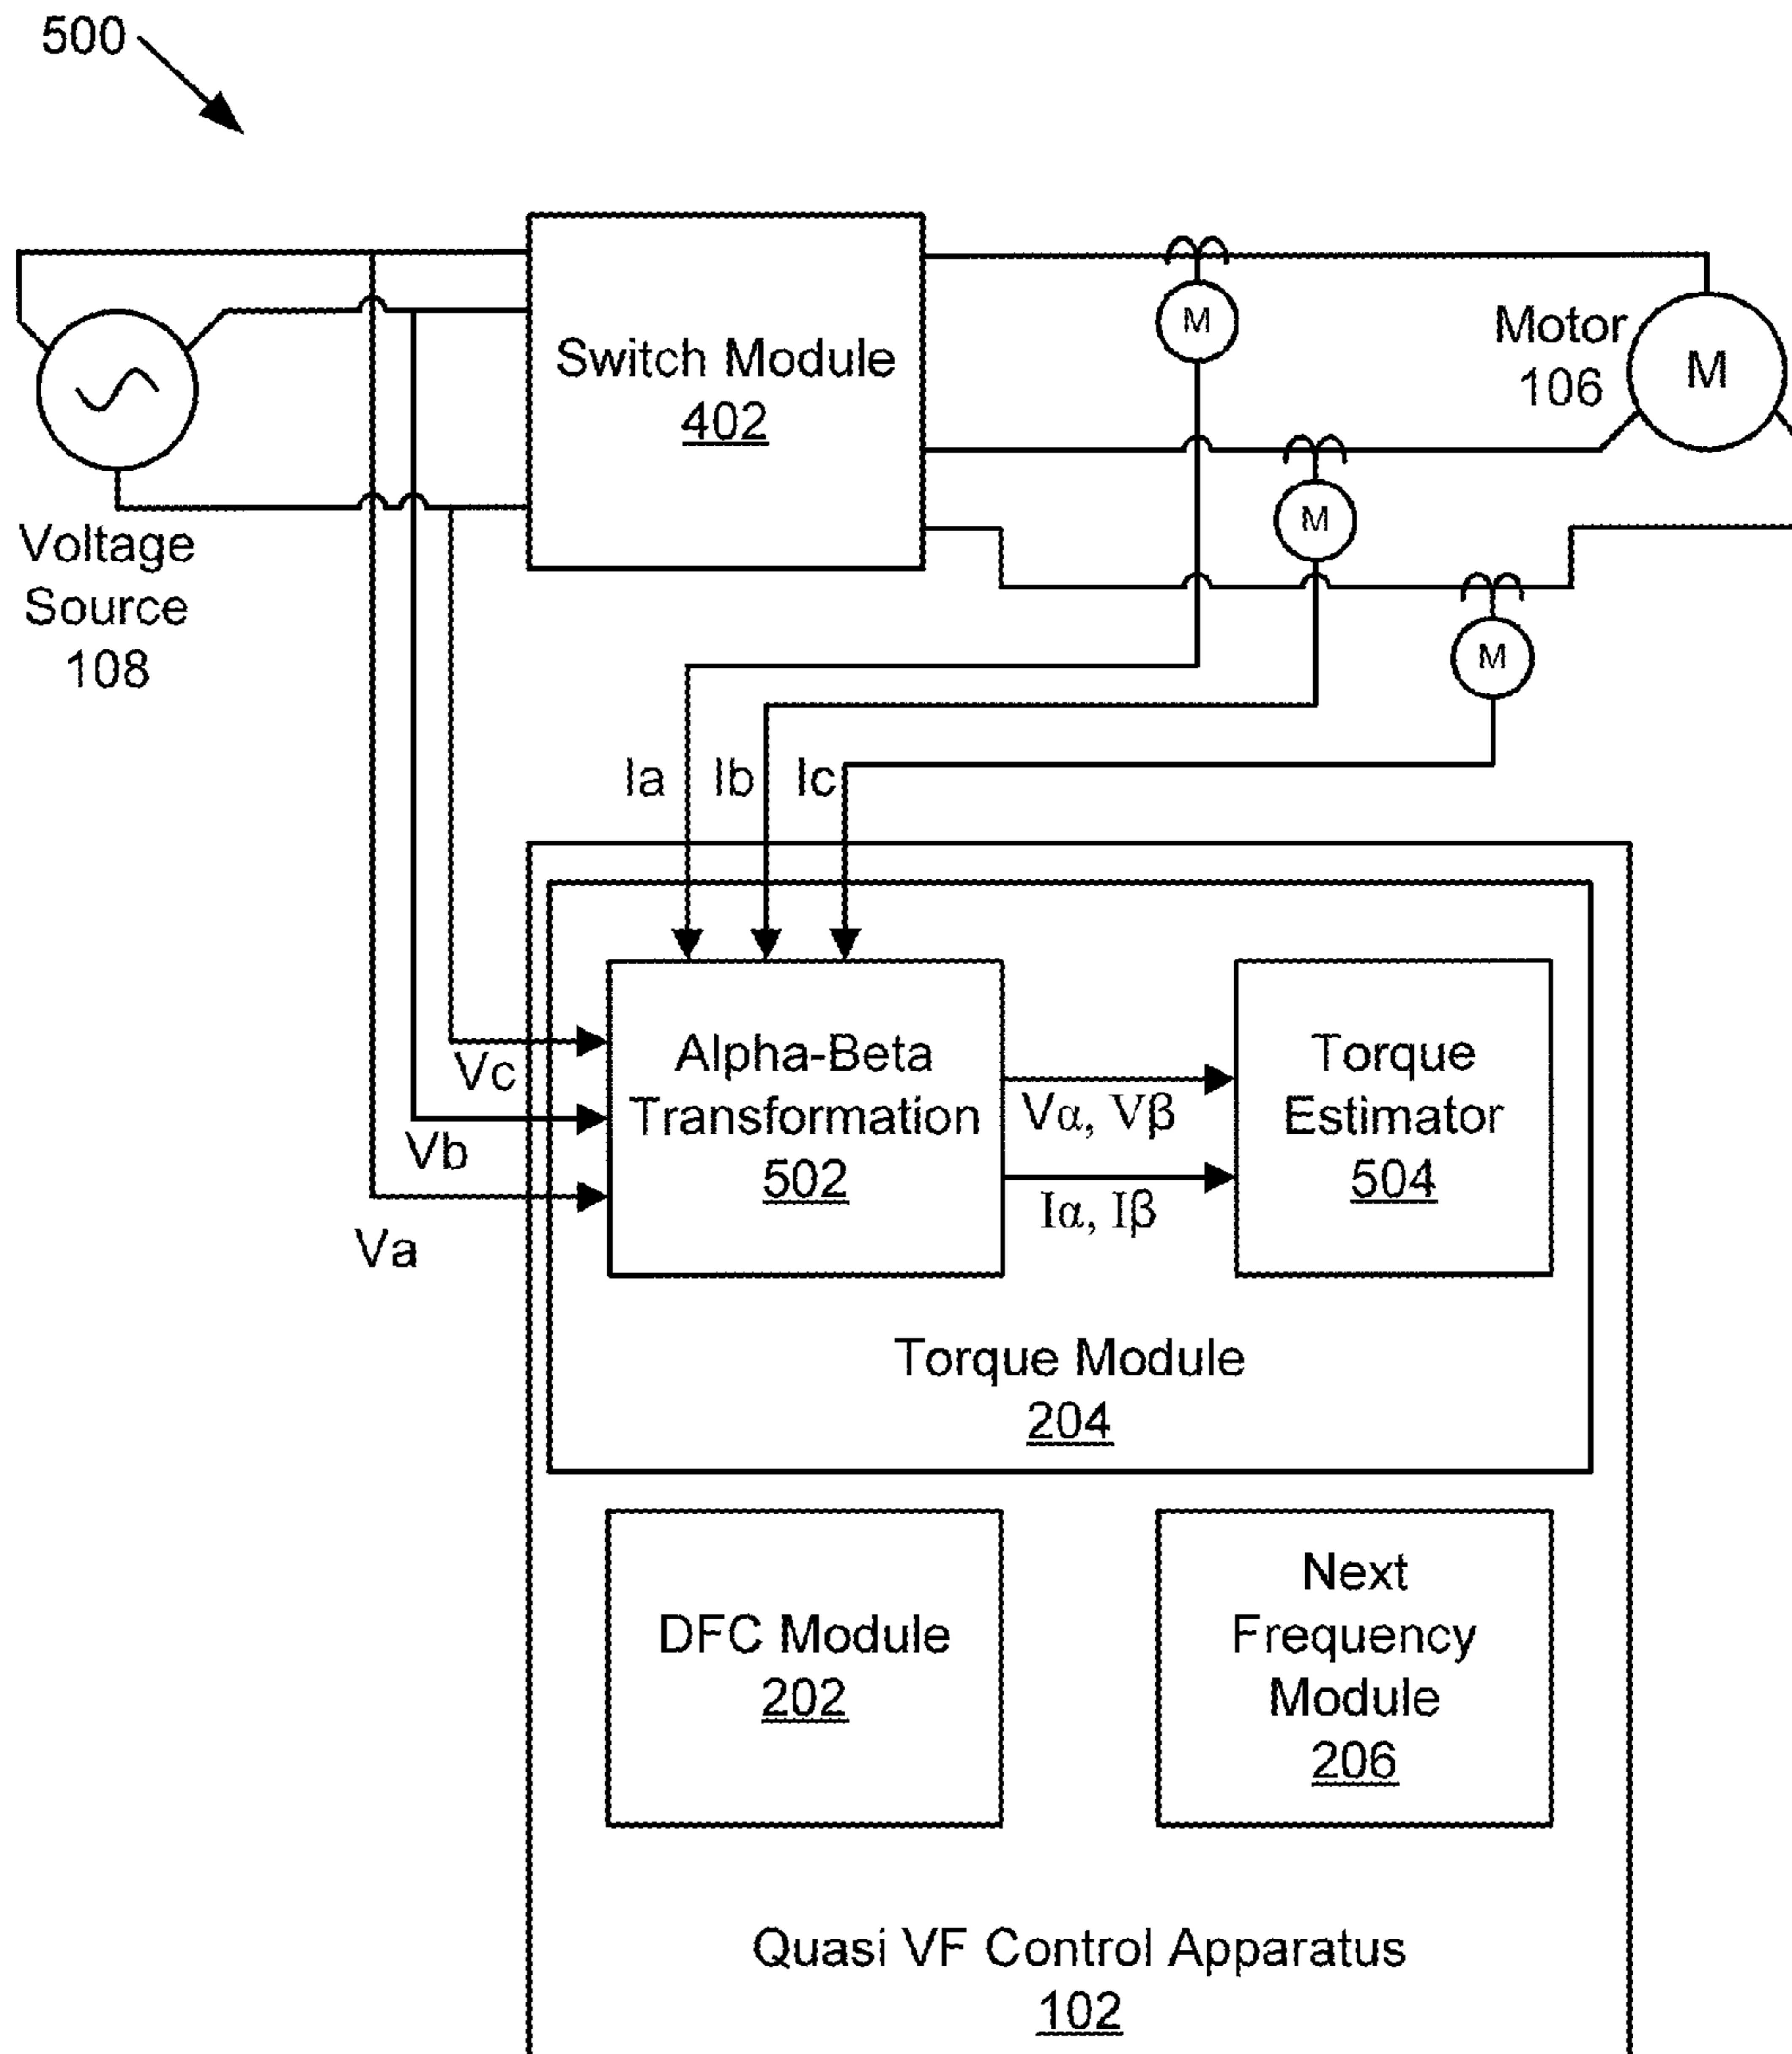 500
Switch Module
402
M
Motor
106
M
M
M
Voltage
Source
108
Ia
Ib
Ic
Vc
Vb
Va
Alpha-Beta
Transformation
502
Vα, Vβ
Iα, Iβ
Torque
Estimator
504
Torque Module
204
DFC Module
202
Next
Frequency
Module
206
Quasi VF Control Apparatus
102